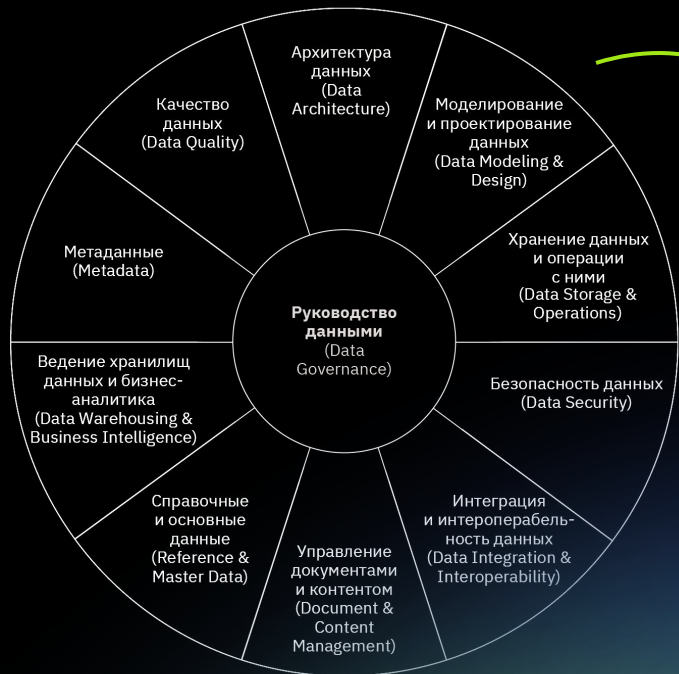 Архитектура
данных
(Data
Architecture)
Моделирование
и проектирование
данных
(Data Modeling &
Design)
Хранение данных
и операции
с ними
(Data Storage &
Operations)
Безопасность данных
(Data Security)
Интеграция
и интероперабель-
ность данных
(Data Integration &
Interoperability)
Управление
документами
и контентом
(Document &
Content
Management)
Справочные
и основные
данные
(Reference &
Master Data)
Ведение хранилищ
данных и бизнес-
аналитика
(Data Warehousing &
Business Intelligence)
Метаданные
(Metadata)
Качество
данных
(Data Quality)
Руководство
данными
(Data
Governance)